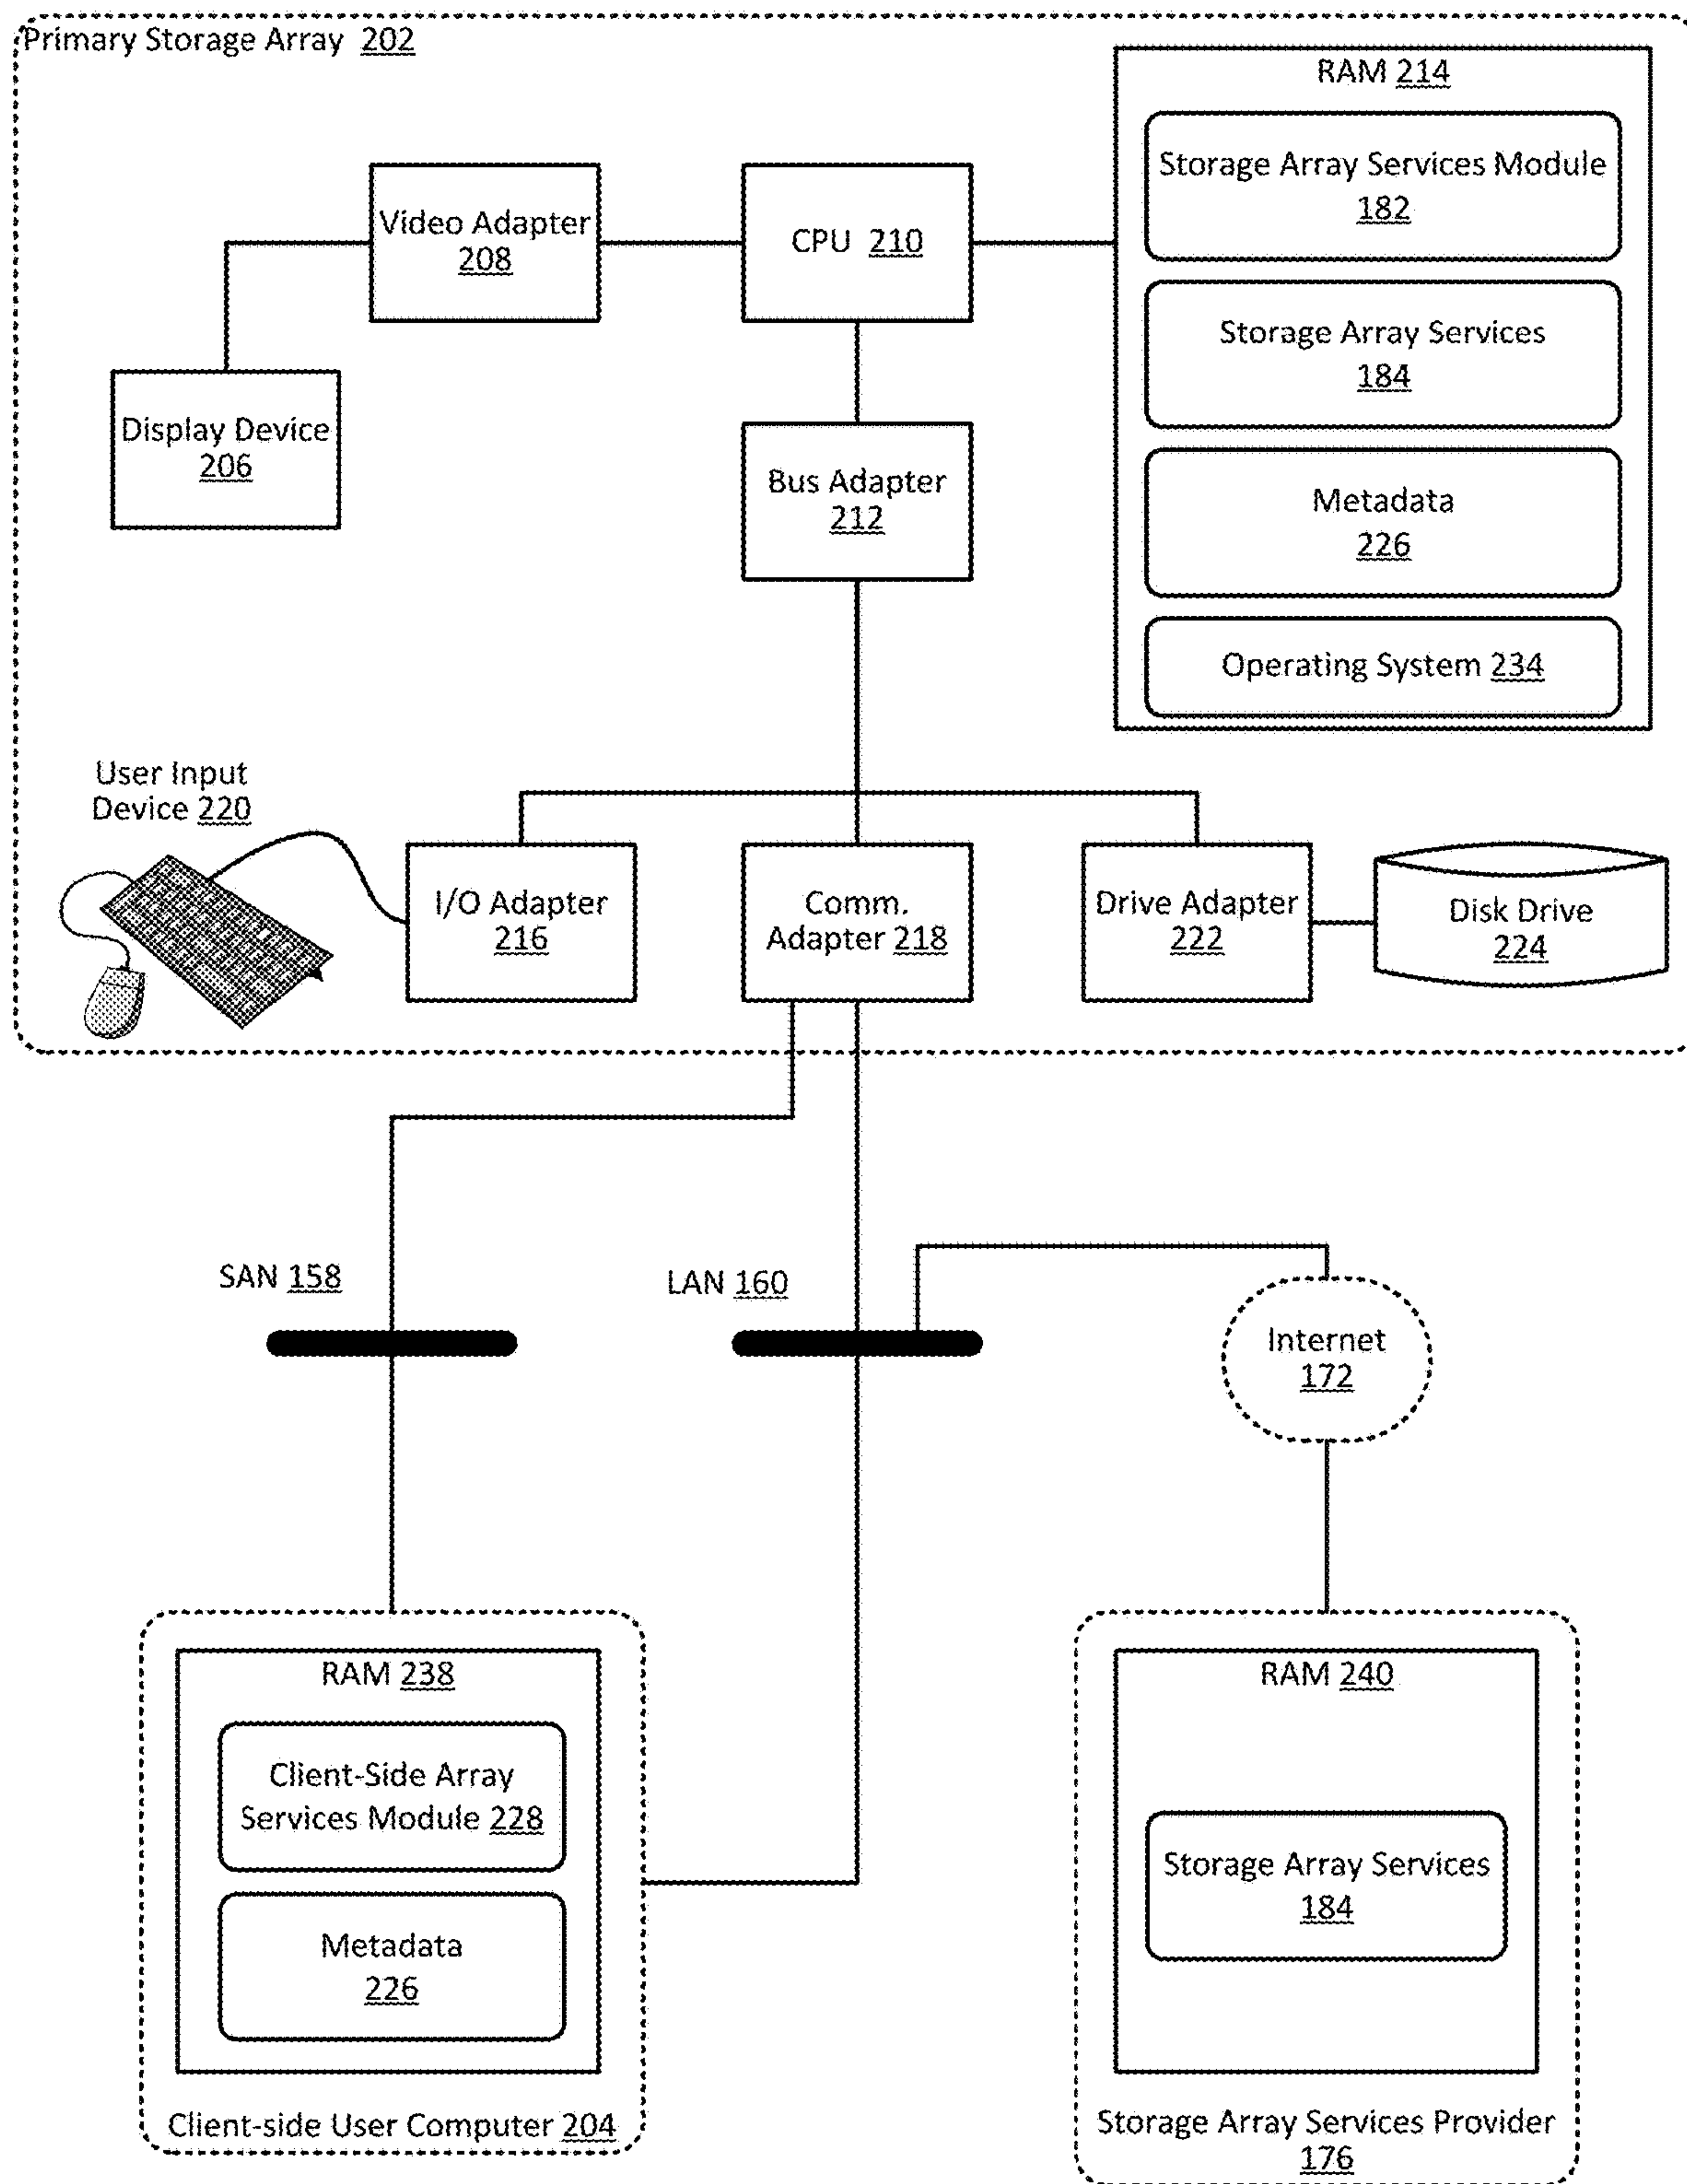 Primary Storage Array 202
RAM 214
Storage Array Services Module
182
Storage Array Services
184
Metadata
226
Operating System 234
Video Adapter
208
CPU 210
Display Device
206
Bus Adapter
212
User Input
Device 220
I/O Adapter
216
Comm.
Adapter 218
Drive Adapter
222
Disk Drive
224
SAN 158
LAN 160
Internet
172
RAM 238
Client-Side Array
Services Module 228
Metadata
226
Client-side User Computer 204
RAM 240
Storage Array Services
184
Storage Array Services Provider
176